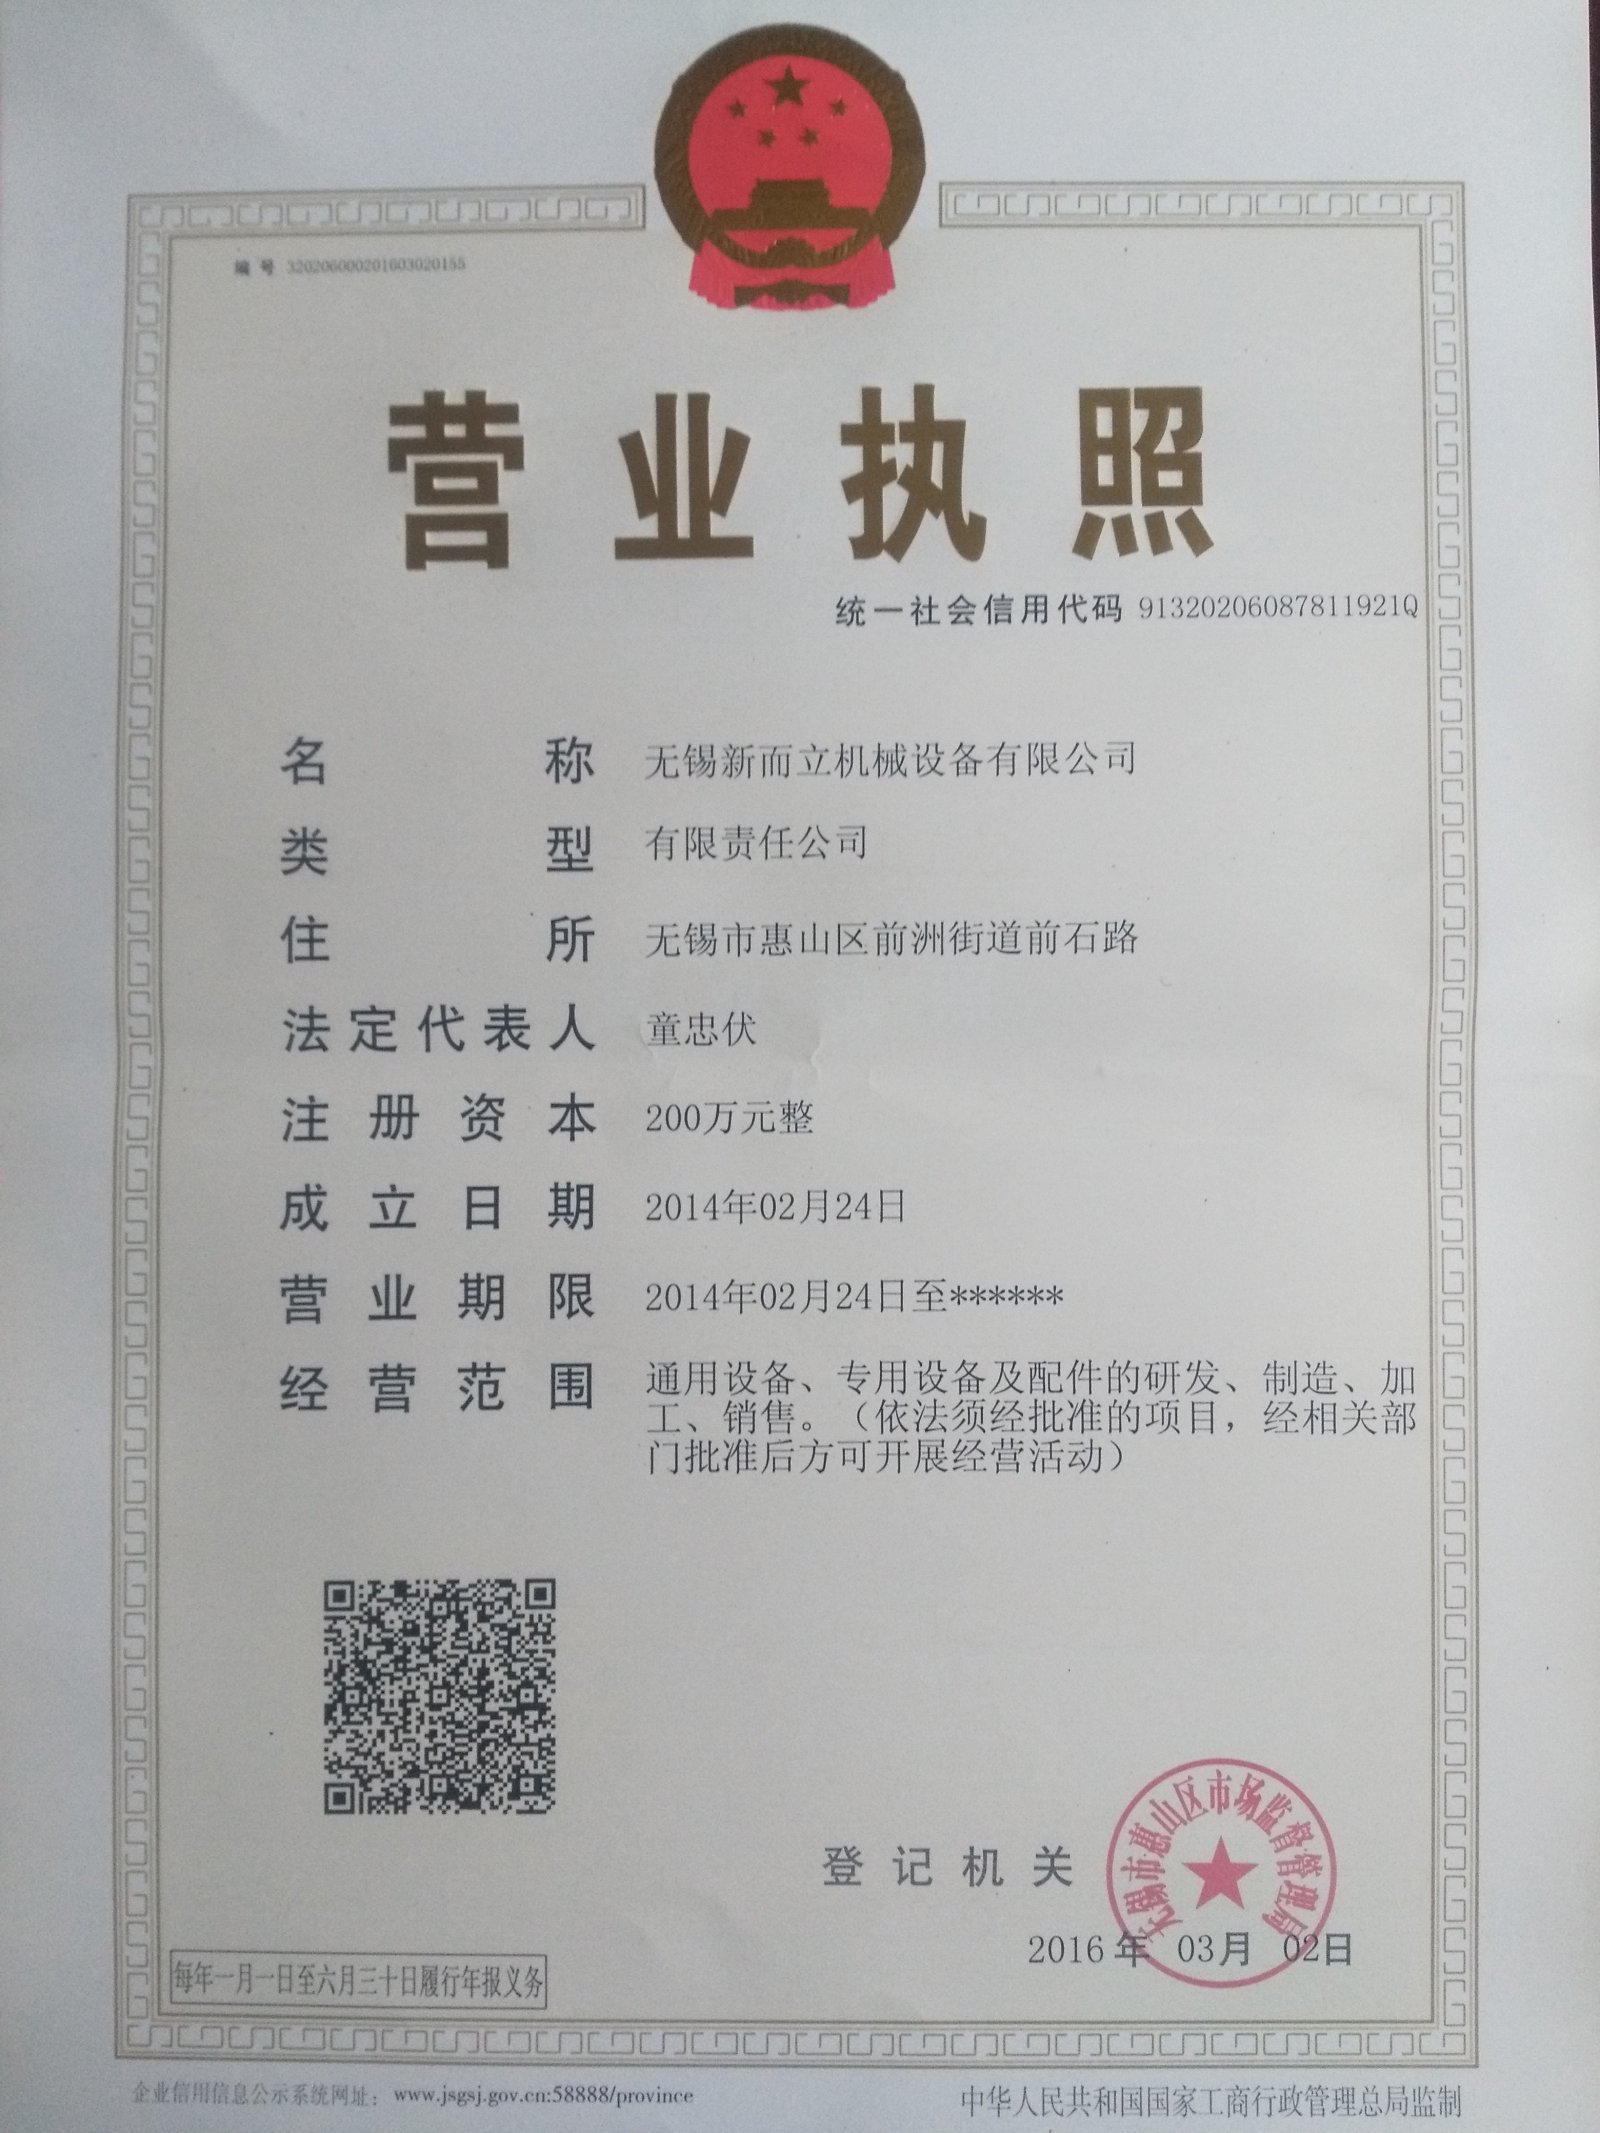 编 号 320206000201603020155
营业执照
统一社会信用代码 91320206087811921Q
名称 无锡新而立机械设备有限公司
类型 有限责任公司
住所 无锡市惠山区前洲街道前石路
法定代表人 童忠伏
注册资本 200万元整
成立日期 2014年02月24日
营业期限 2014年02月24日至******
经营范围 通用设备、专用设备及配件的研发、制造、加
工、销售。（依法须经批准的项目，经相关部
门批准后方可开展经营活动）
无锡市惠山区市场监督管理局
登记机关
2016年 03月 02日
每年一月一日至六月三十日履行年报义务
企业信用信息公示系统网址：www.jsgsj.gov.cn:58888/province
中华人民共和国国家工商行政管理总局监制